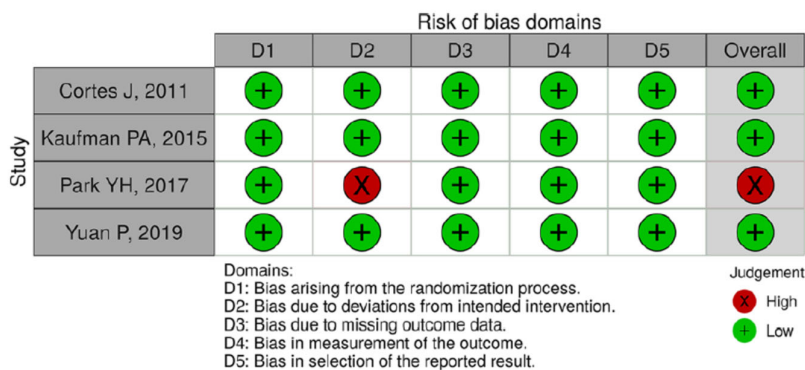 Risk of bias domains
D1 D2 D3 D4 D5 Overall
Study
Cortes J, 2011 + + + + + +
Kaufman PA, 2015 + + + + + +
Park YH, 2017 + X + + + X
Yuan P, 2019 + + + + + +
Domains:
D1: Bias arising from the randomization process.
D2: Bias due to deviations from intended intervention.
D3: Bias due to missing outcome data.
D4: Bias in measurement of the outcome.
D5: Bias in selection of the reported result.
Judgement
X High
+ Low